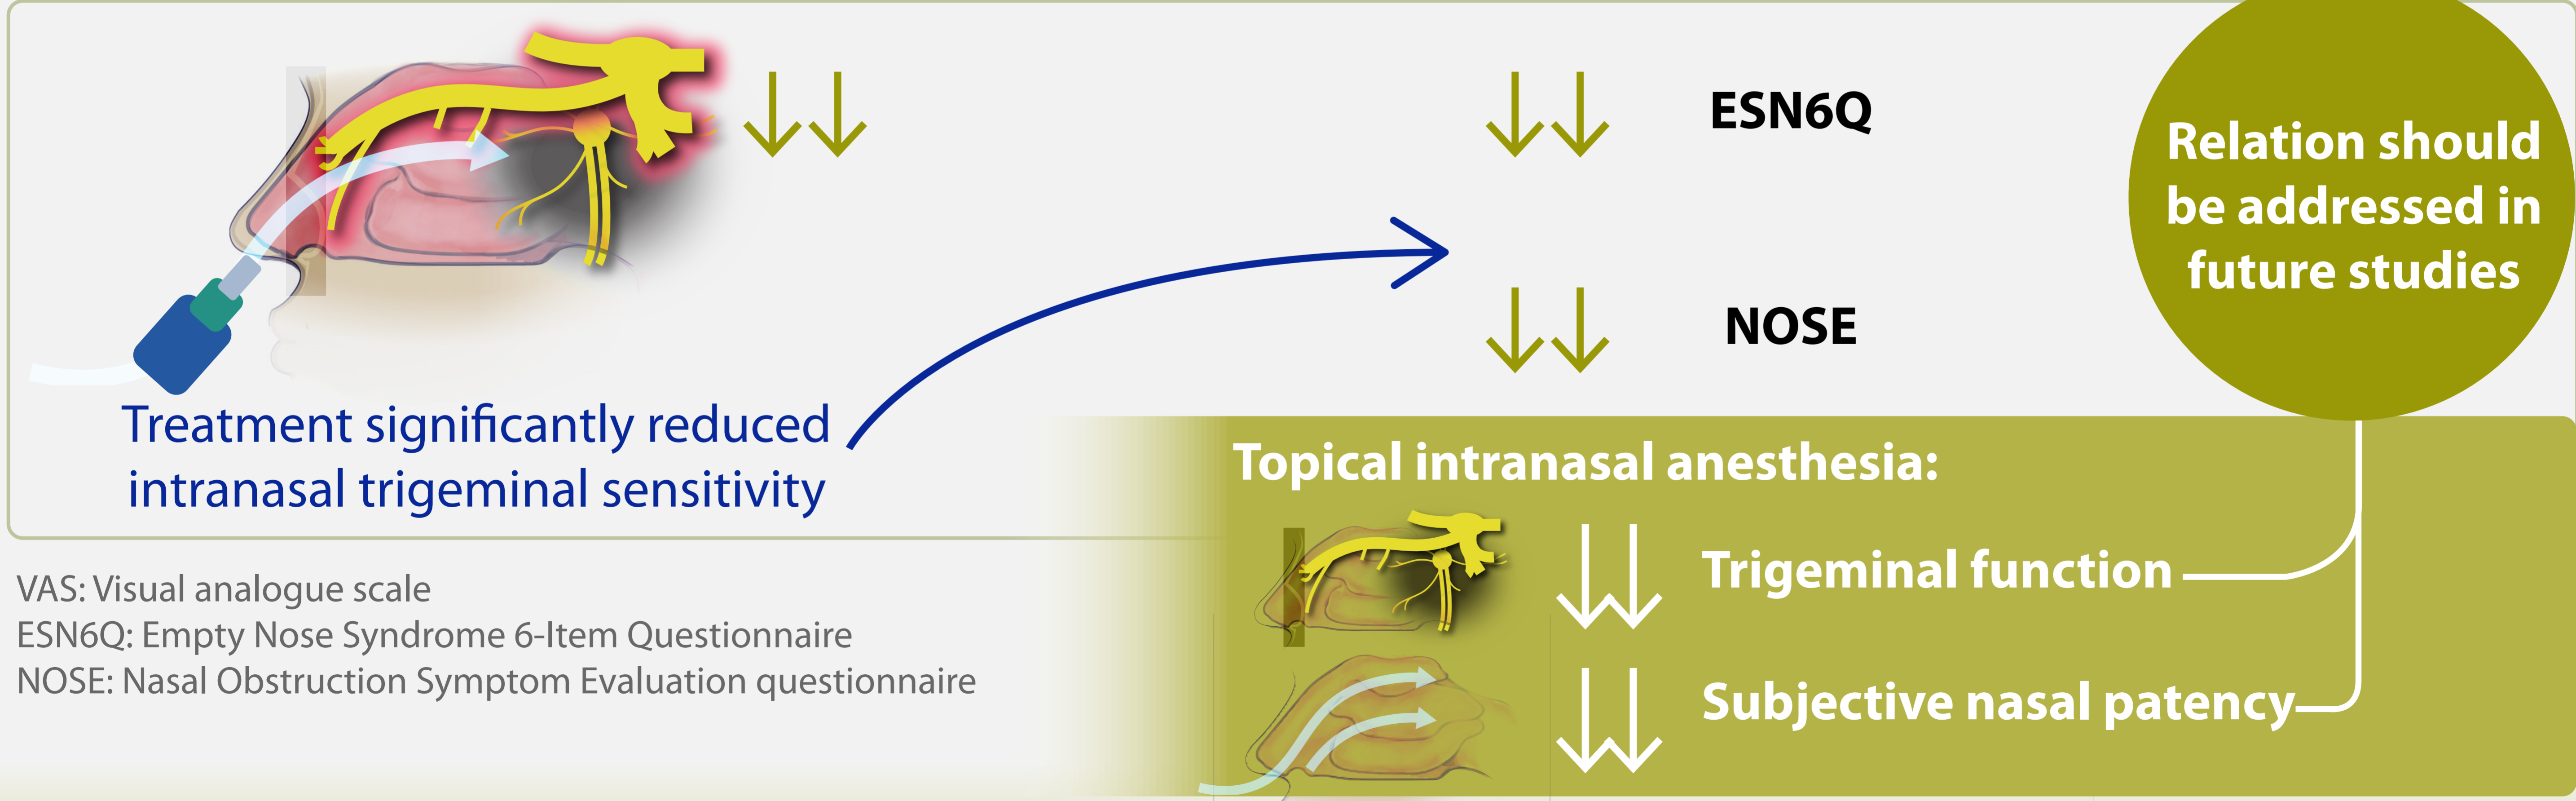 ESN6Q
NOSE
Relation should
be addressed in
future studies
Treatment significantly reduced
intranasal trigeminal sensitivity
Topical intranasal anesthesia:
Trigeminal function
Subjective nasal patency
VAS: Visual analogue scale
ESN6Q: Empty Nose Syndrome 6-Item Questionnaire
NOSE: Nasal Obstruction Symptom Evaluation questionnaire